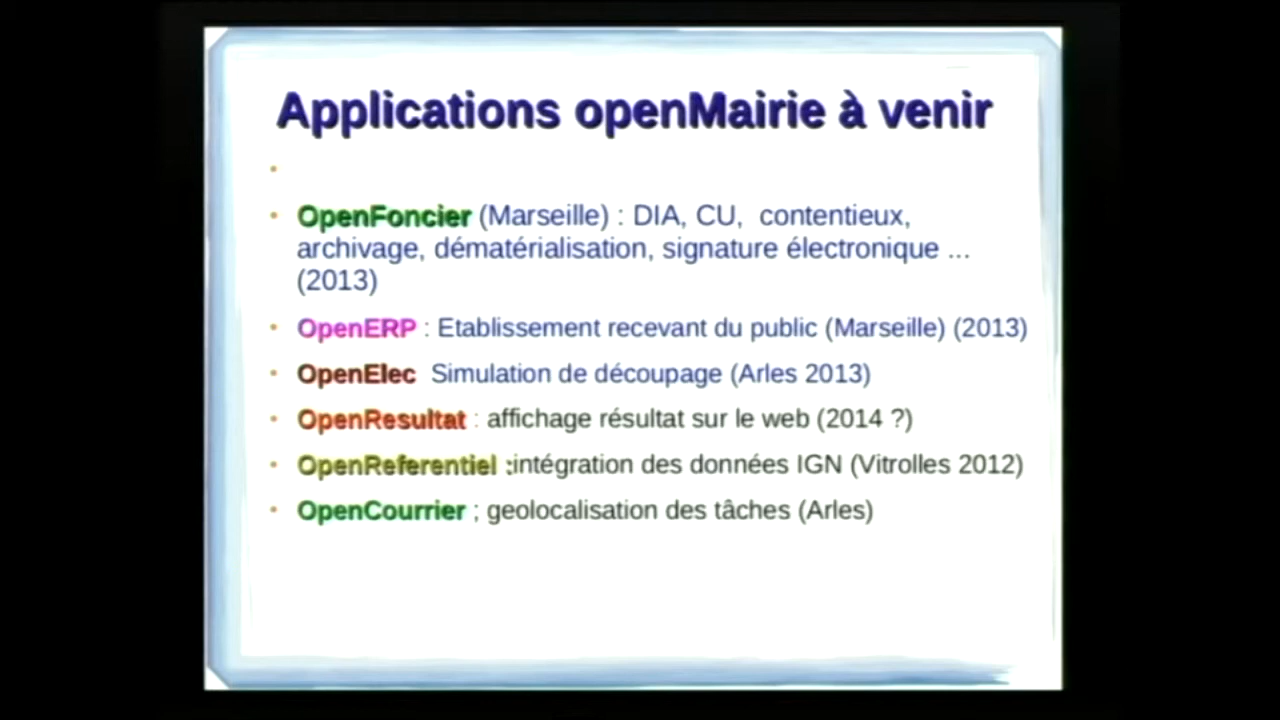 Applications openMairie à venir
OpenFoncier (Marseille) : DIA, CU, contentieux,
archivage, dématérialisation, signature électronique ...
(2013)
OpenERP : Etablissement recevant du public (Marseille) (2013)
OpenElec Simulation de découpage (Arles 2013)
OpenResultat : affichage résultat sur le web (2014 ?)
OpenReferentiel :intégration des données IGN (Vitrolles 2012)
OpenCourrier ; geolocalisation des tâches (Arles)